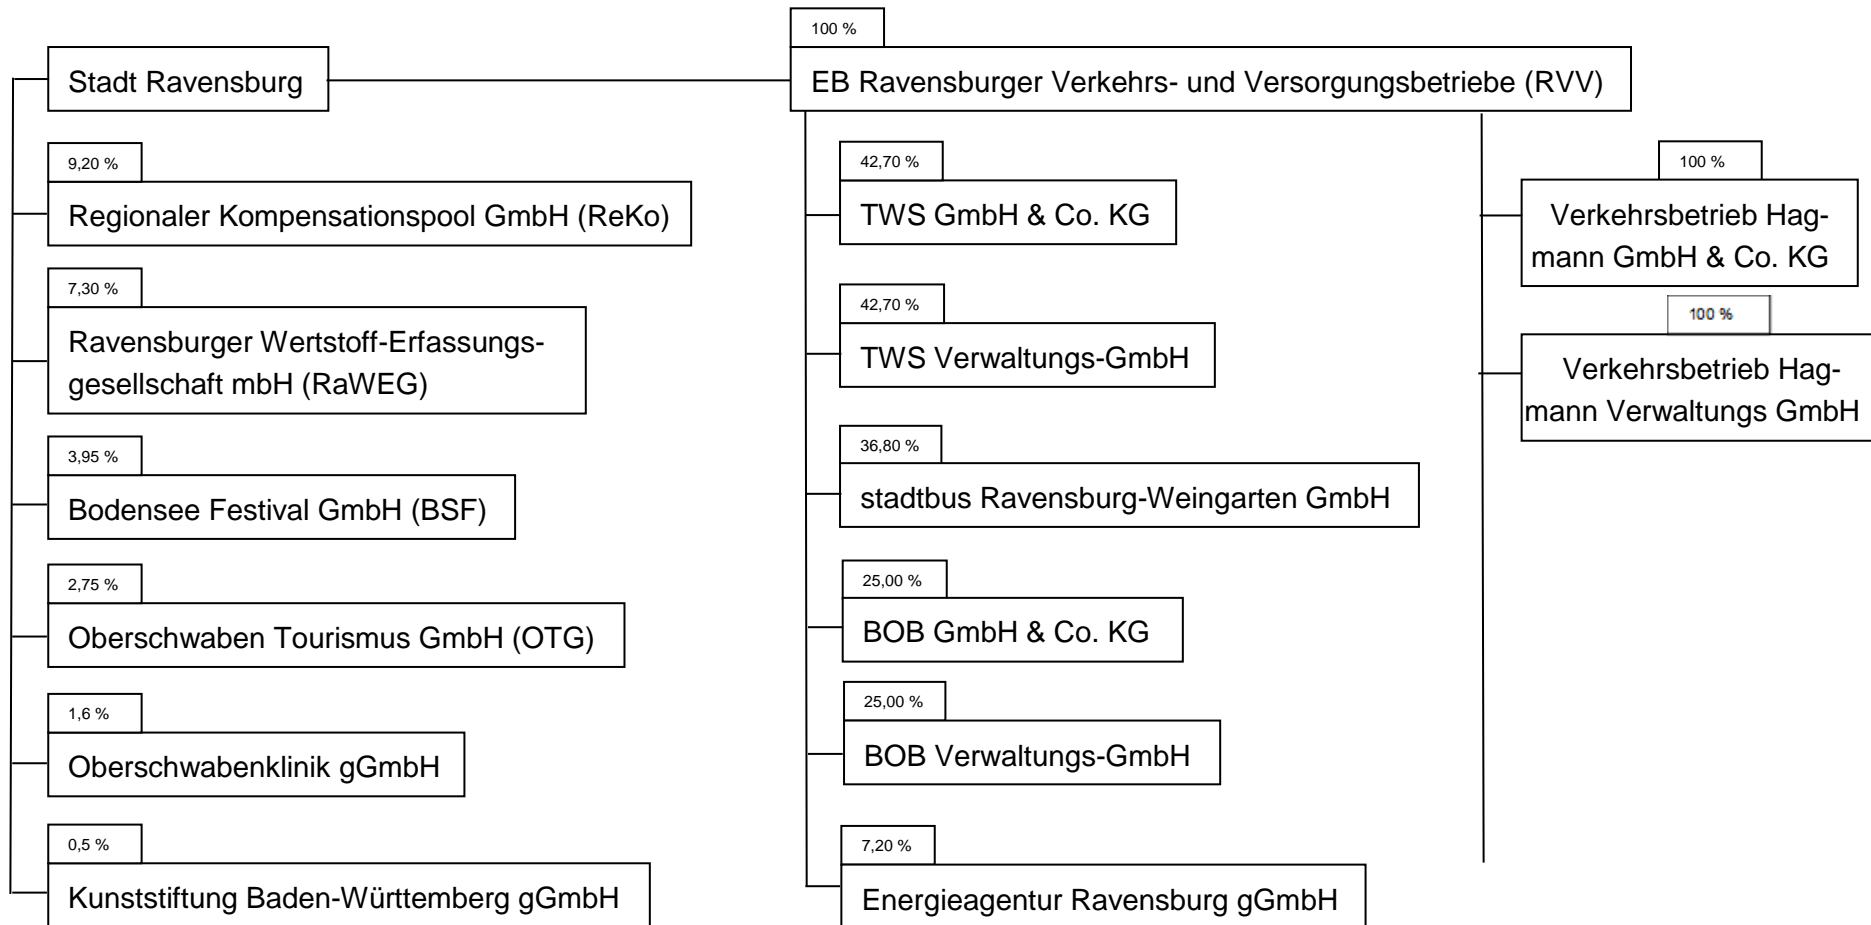 Stadt Ravensburg
9,20 %
Regionaler Kompensationspool GmbH (ReKo)
7,30 %
Ravensburger Wertstoff-Erfassungs-
gesellschaft mbH (RaWEG)
3,95 %
Bodensee Festival GmbH (BSF)
2,75 %
Oberschwaben Tourismus GmbH (OTG)
1,6 %
Oberschwabenklinik gGmbH
0,5 %
Kunststiftung Baden-Württemberg gGmbH
100 %
EB Ravensburger Verkehrs- und Versorgungsbetriebe (RVV)
42,70 %
TWS GmbH & Co. KG
42,70 %
TWS Verwaltungs-GmbH
36,80 %
stadtbus Ravensburg-Weingarten GmbH
25,00 %
BOB GmbH & Co. KG
25,00 %
BOB Verwaltungs-GmbH
7,20 %
Energieagentur Ravensburg gGmbH
100 %
Verkehrsbetrieb Hag-
mann GmbH & Co. KG
100 %
Verkehrsbetrieb Hag-
mann Verwaltungs GmbH